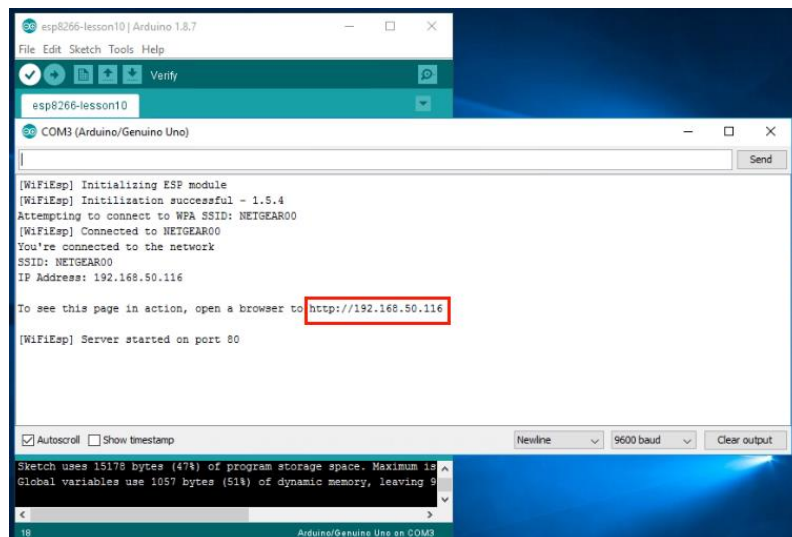 esp8266-lesson10 | Arduino 1.8.7
File Edit Sketch Tools Help
Verify
esp8266-lesson10
COM3 (Arduino/Genuino Uno)
Send
[WiFiEsp] Initializing ESP module
[WiFiEsp] Initilization successful - 1.5.4
Attempting to connect to WPA SSID: NETGEAR00
[WiFiEsp] Connected to NETGEAR00
You're connected to the network
SSID: NETGEAR00
IP Address: 192.168.50.116
To see this page in action, open a browser to http://192.168.50.116
[WiFiEsp] Server started on port 80
Autoscroll Show timestamp Newline 9600 baud Clear output
Sketch uses 15178 bytes (47%) of program storage space. Maximum is
Global variables use 1057 bytes (51%) of dynamic memory, leaving 9
18 Arduino/Genuino Uno on COM3